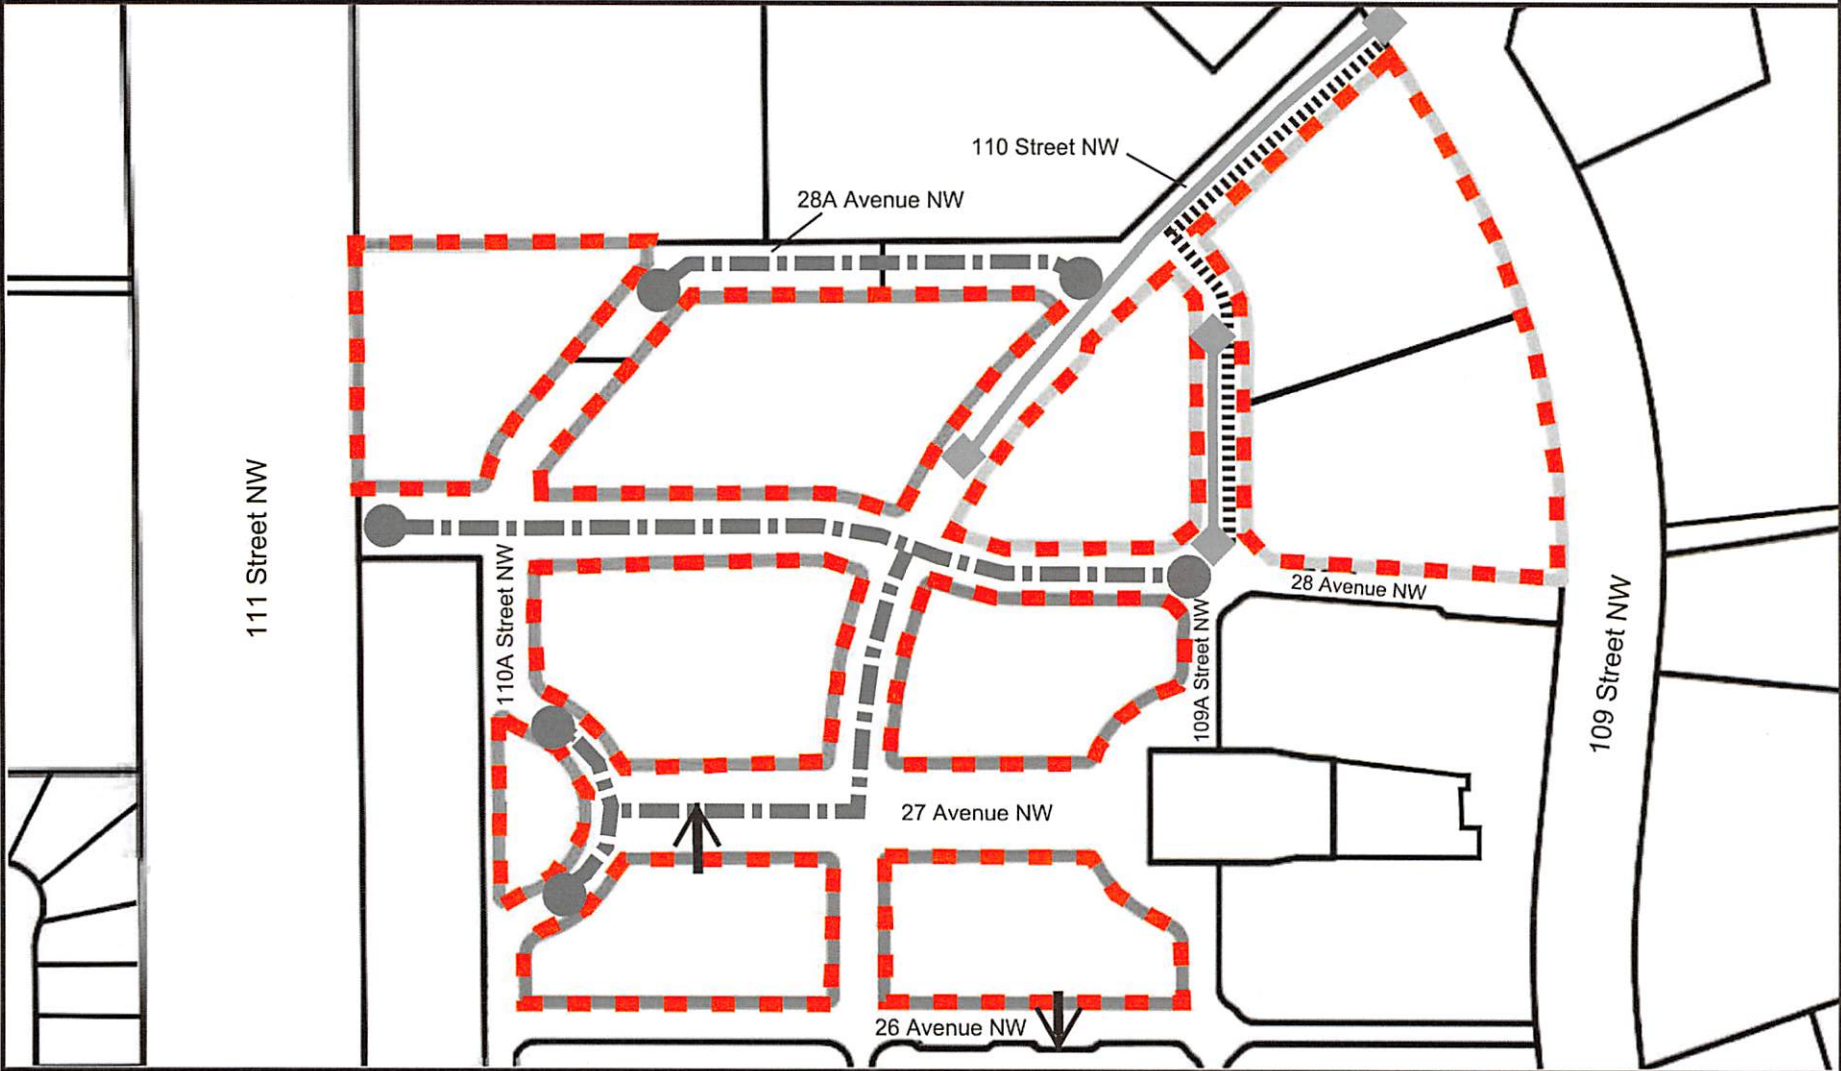 110 Street NW
28A Avenue NW
111 Street NW
110A Street NW
28 Avenue NW
109A Street NW
109 Street NW
27 Avenue NW
26 Avenue NW